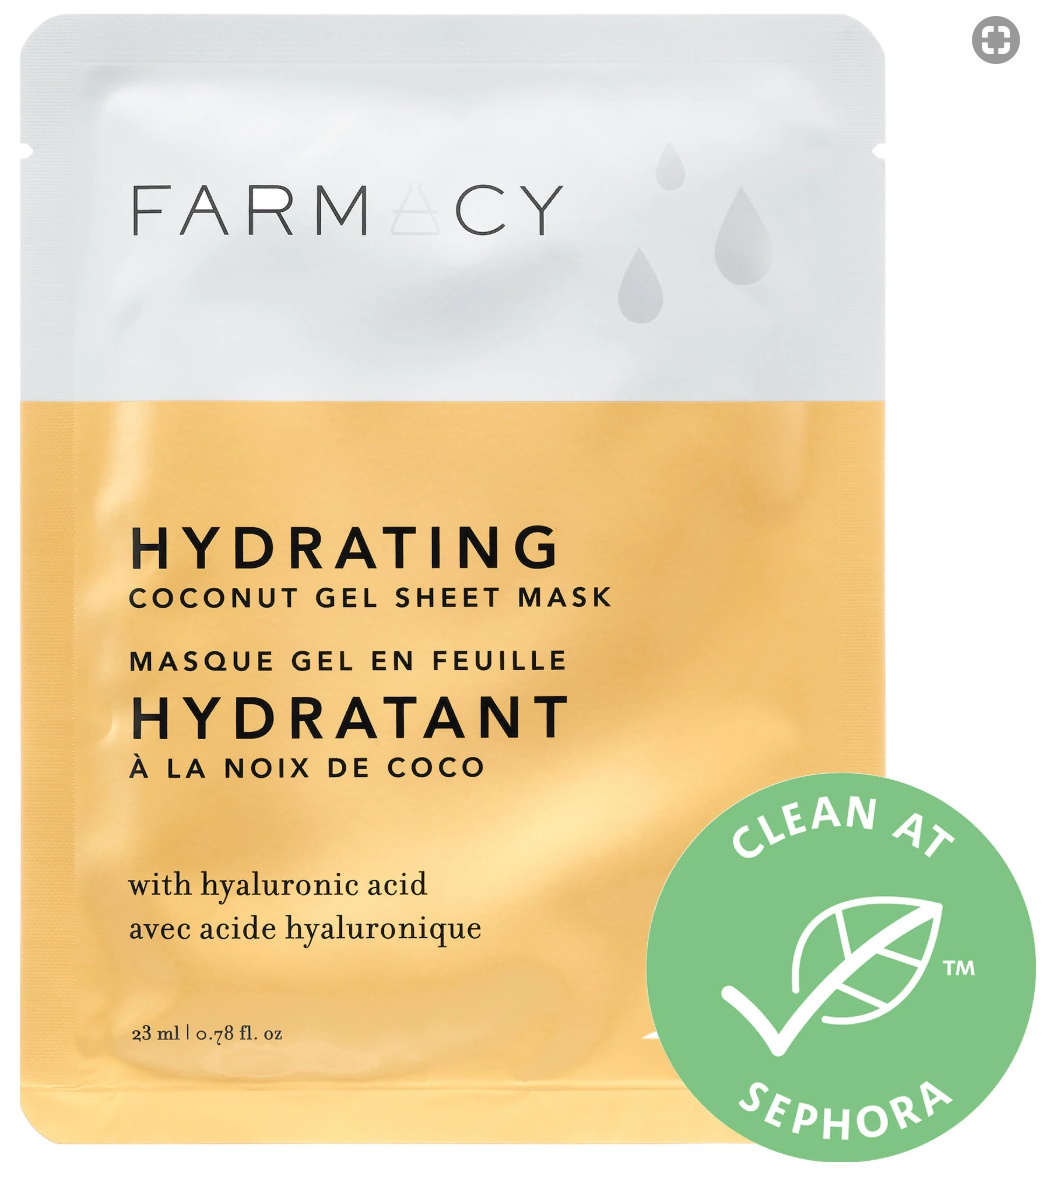 FARMACY
HYDRATING
COCONUT GEL SHEET MASK
MASQUE GEL EN FEUILLE
HYDRATANT
À LA NOIX DE COCO
with hyaluronic acid
avec acide hyaluronique
23 ml | 0.78 fl. oz
CLEAN AT
TM
SEPHORA